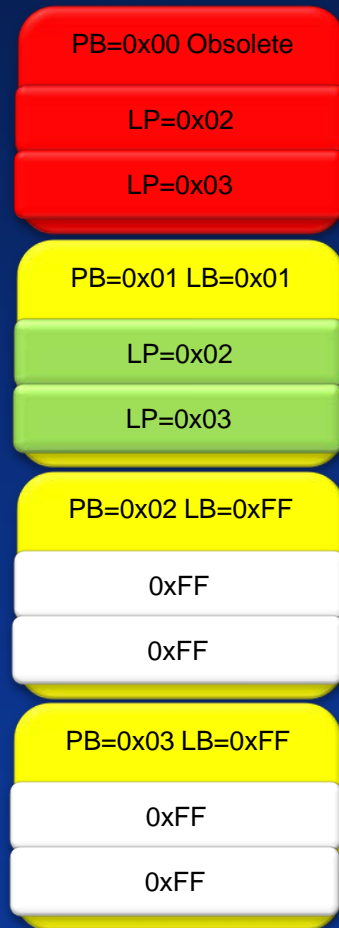 PB=0x00 Obsolete
LP=0x02
LP=0x03
PB=0x01 LB=0x01
LP=0x02
LP=0x03
PB=0x02 LB=0xFF
0xFF
0xFF
PB=0x03 LB=0xFF
0xFF
0xFF